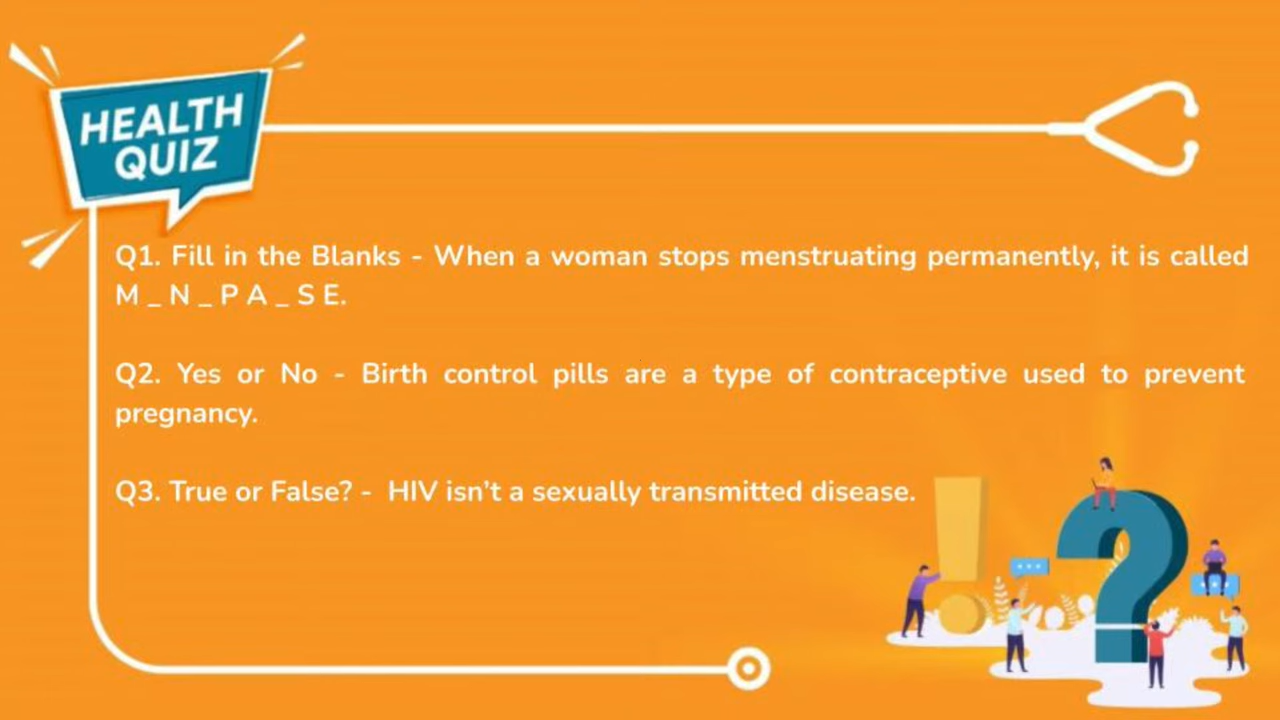 HEALTH
QUIZ
Q1. Fill in the Blanks - When a woman stops menstruating permanently, it is called
M _ N _ P A _ S E.
Q2. Yes or No - Birth control pills are a type of contraceptive used to prevent
pregnancy.
Q3. True or False? - HIV isn't a sexually transmitted disease.